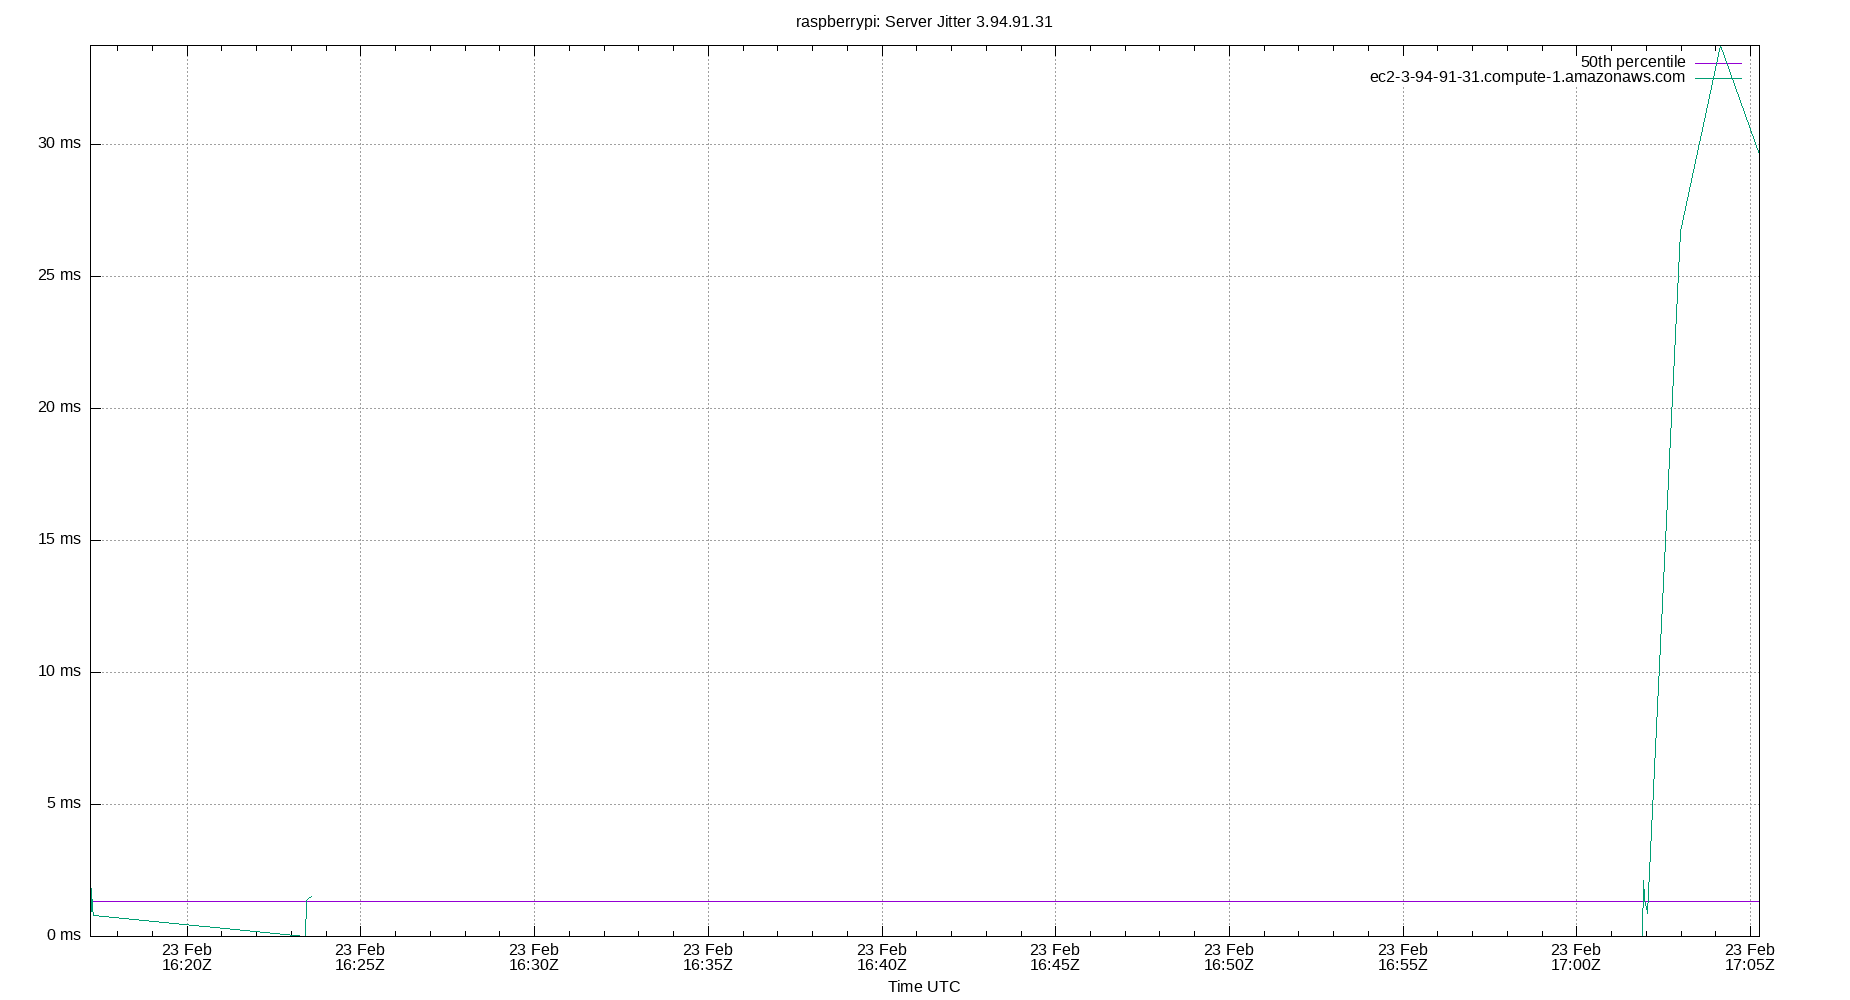 raspberrypi: Server Jitter 3.94.91.31
50th percentile
ec2-3-94-91-31.compute-1.amazonaws.com
30 ms
25 ms
20 ms
15 ms
10 ms
5 ms
0 ms
23 Feb 23 Feb 23 Feb 23 Feb 23 Feb 23 Feb 23 Feb 23 Feb 23 Feb 23 Feb
16:20Z 16:25Z 16:30Z 16:35Z 16:40Z 16:45Z 16:50Z 16:55Z 17:00Z 17:05Z
Time UTC